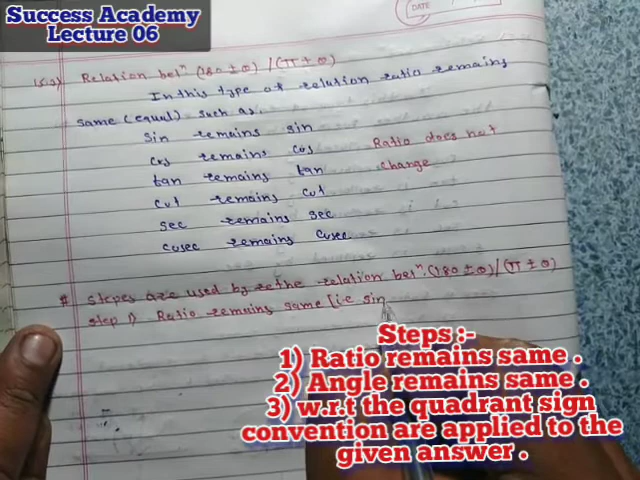 Success Academy
Lecture 06
DATE
Relation betⁿ. (180 ± θ) / (π ± θ)
In this type of relation ratio remains
same (equal) such as.
sin remains sin
cos remains cos
Ratio does not
tan remains tan
change
cot remains cot
sec remains sec
cosec remains cosec
# stepes are used by the relation betⁿ. (180 ± θ) / (π ± θ)
step 1) Ratio remains same [i.e sin
Steps :-
1) Ratio remains same .
2) Angle remains same .
3) w.r.t the quadrant sign
convention are applied to the
given answer .